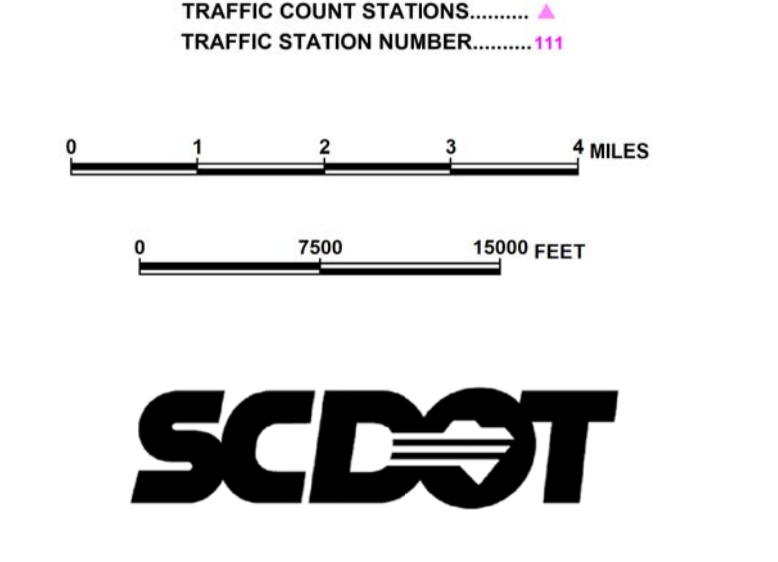 TRAFFIC COUNT STATIONS..........
TRAFFIC STATION NUMBER..........111
0 1 2 3 4 MILES
0 7500 15000 FEET
SCDOT